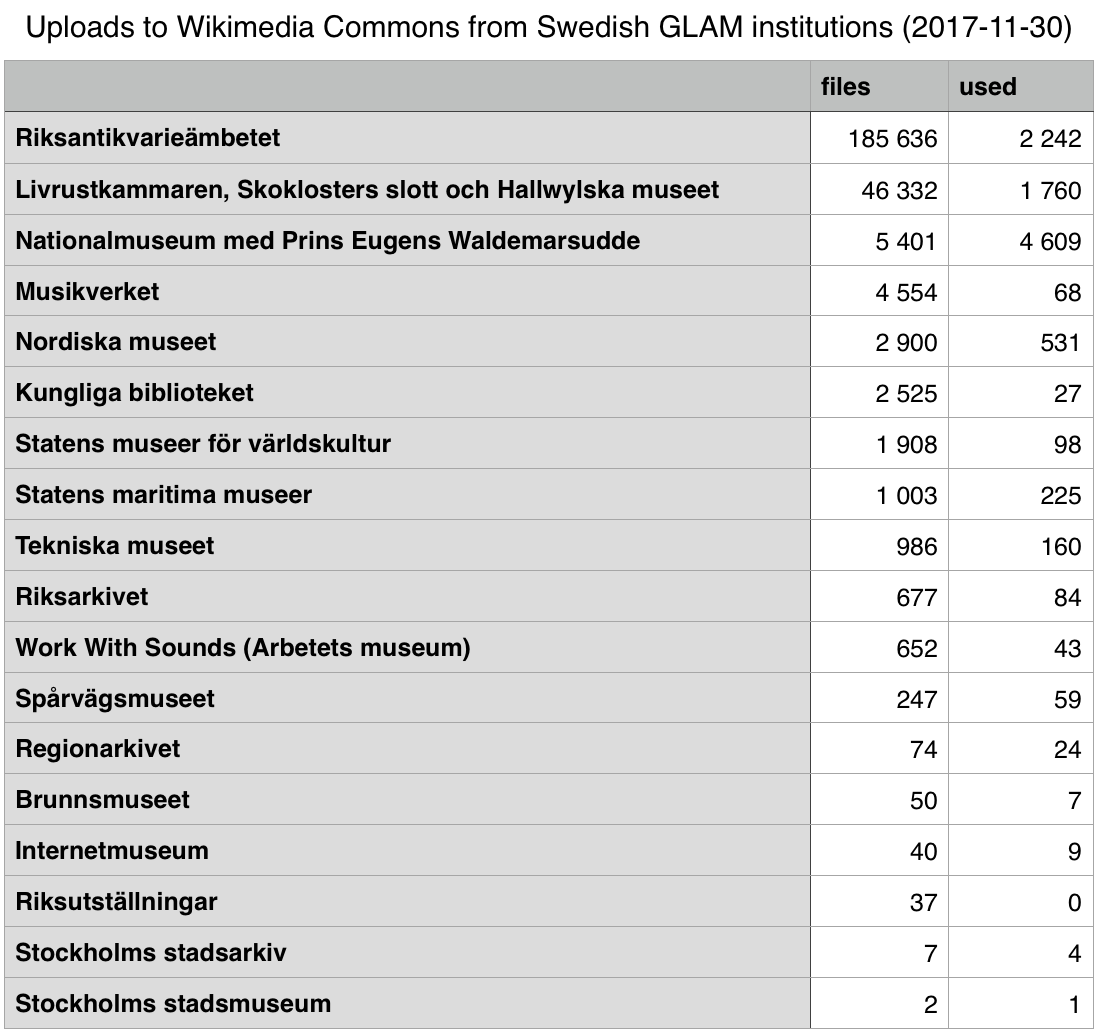 Uploads to Wikimedia Commons from Swedish GLAM institutions (2017-11-30)
files used
Riksantikvarieämbetet 185 636 2 242
Livrustkammaren, Skoklosters slott och Hallwylska museet 46 332 1 760
Nationalmuseum med Prins Eugens Waldemarsudde 5 401 4 609
Musikverket 4 554 68
Nordiska museet 2 900 531
Kungliga biblioteket 2 525 27
Statens museer för världskultur 1 908 98
Statens maritima museer 1 003 225
Tekniska museet 986 160
Riksarkivet 677 84
Work With Sounds (Arbetets museum) 652 43
Spårvägsmuseet 247 59
Regionarkivet 74 24
Brunnsmuseet 50 7
Internetmuseum 40 9
Riksutställningar 37 0
Stockholms stadsarkiv 7 4
Stockholms stadsmuseum 2 1